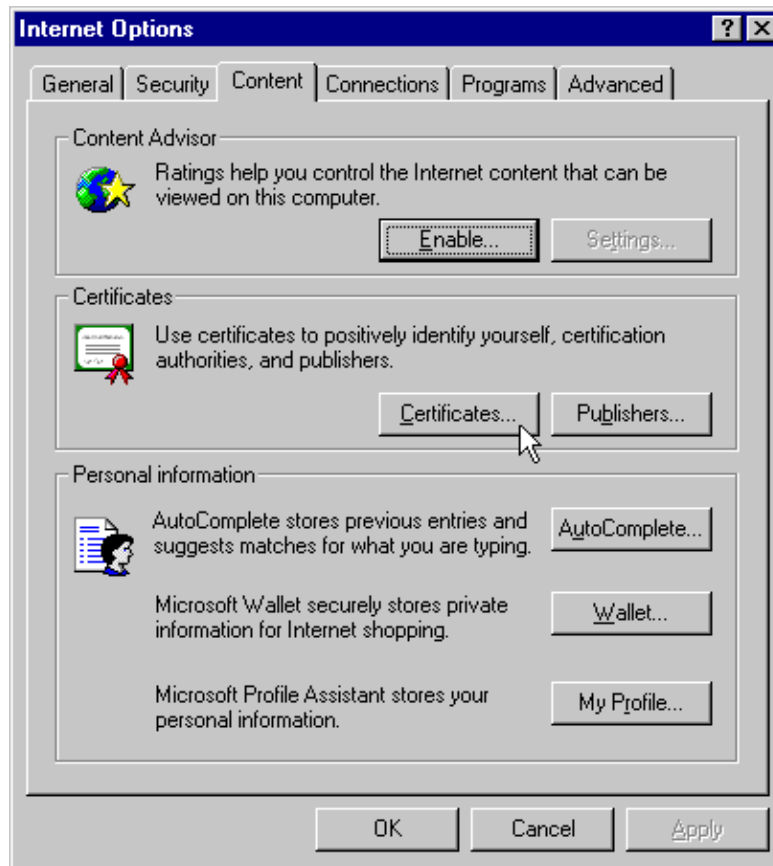 Internet Options
General Security Content Connections Programs Advanced
Content Advisor
Ratings help you control the Internet content that can be
viewed on this computer.
Enable... Settings...
Certificates
Use certificates to positively identify yourself, certification
authorities, and publishers.
Certificates... Publishers...
Personal information
AutoComplete stores previous entries and
suggests matches for what you are typing.
AutoComplete...
Microsoft Wallet securely stores private
information for Internet shopping.
Wallet...
Microsoft Profile Assistant stores your
personal information.
My Profile...
OK Cancel Apply